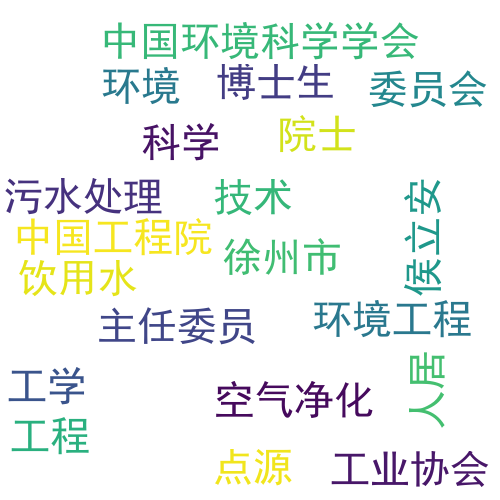 中国环境科学学会
环境
博士生
委员会
科学
院士
污水处理
技术
侯立安
中国工程院
徐州市
饮用水
主任委员
环境工程
工学
空气净化
人居
工程
点源
工业协会